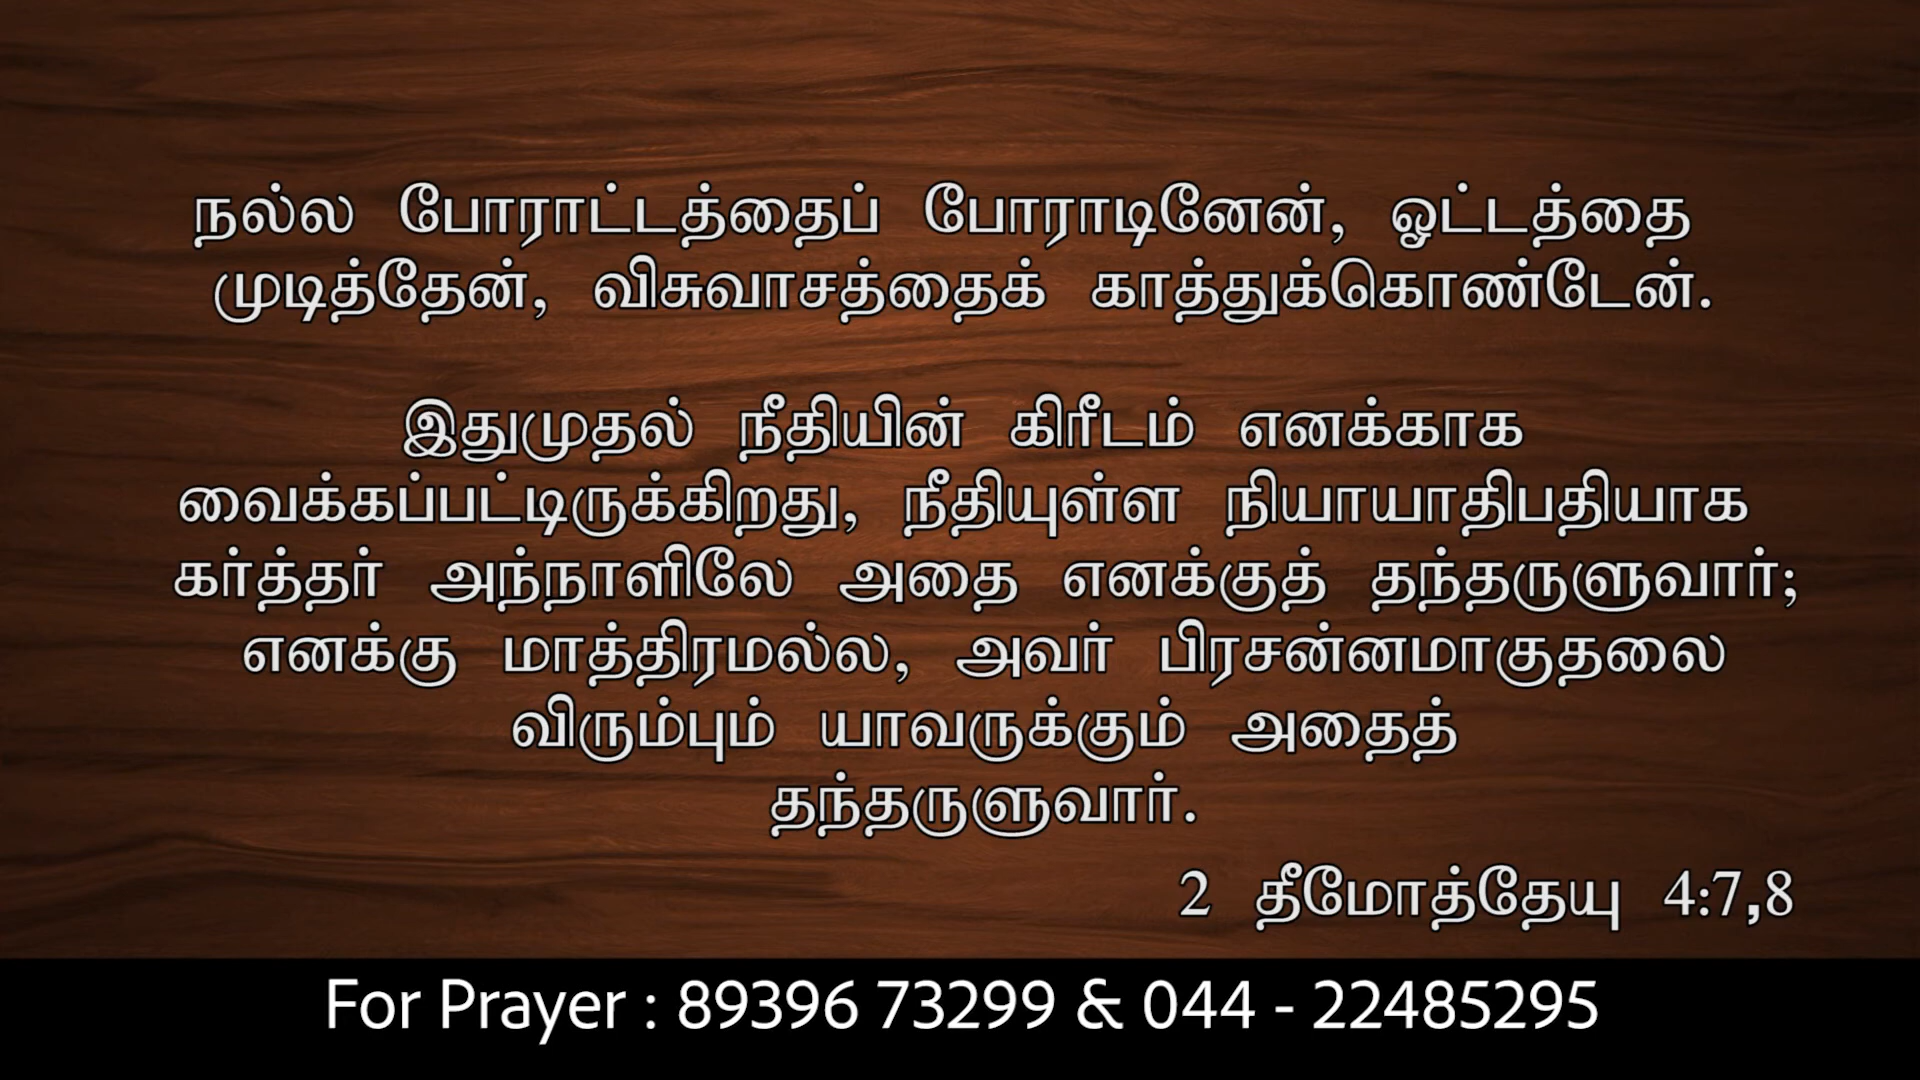 நல்ல போராட்டத்தைப் போராடினேன், ஓட்டத்தை
முடித்தேன், விசுவாசத்தைக் காத்துக்கொண்டேன்.
இதுமுதல் நீதியின் கிரீடம் எனக்காக
வைக்கப்பட்டிருக்கிறது, நீதியுள்ள நியாயாதிபதியாக
கர்த்தர் அந்நாளிலே அதை எனக்குத் தந்தருளுவார்;
எனக்கு மாத்திரமல்ல, அவர் பிரசன்னமாகுதலை
விரும்பும் யாவருக்கும் அதைத்
தந்தருளுவார்.
2 தீமோத்தேயு 4:7,8
For Prayer : 89396 73299 & 044 - 22485295